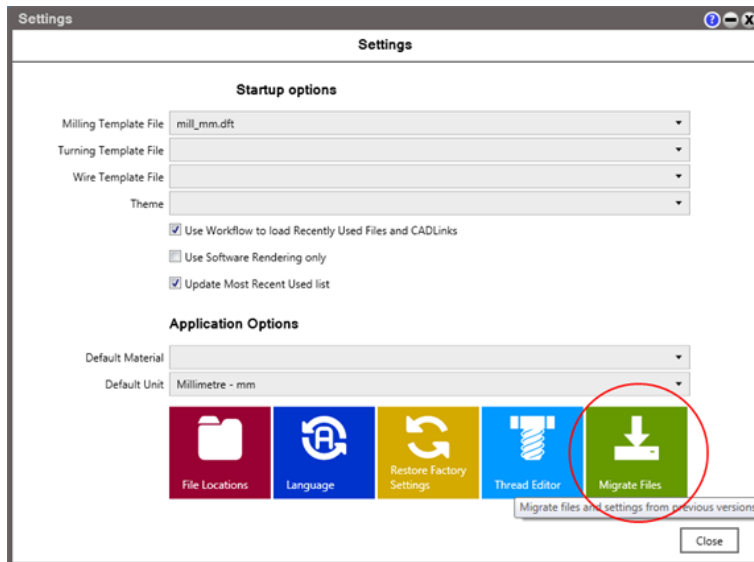 Settings
Settings
Startup options
Milling Template File mill_mm.dft
Turning Template File
Wire Template File
Theme
Use Workflow to load Recently Used Files and CADLinks
Use Software Rendering only
Update Most Recent Used list
Application Options
Default Material
Default Unit Millimetre - mm
File Locations
Language
Restore Factory
Settings
Thread Editor
Migrate Files
Migrate files and settings from previous versions
Close